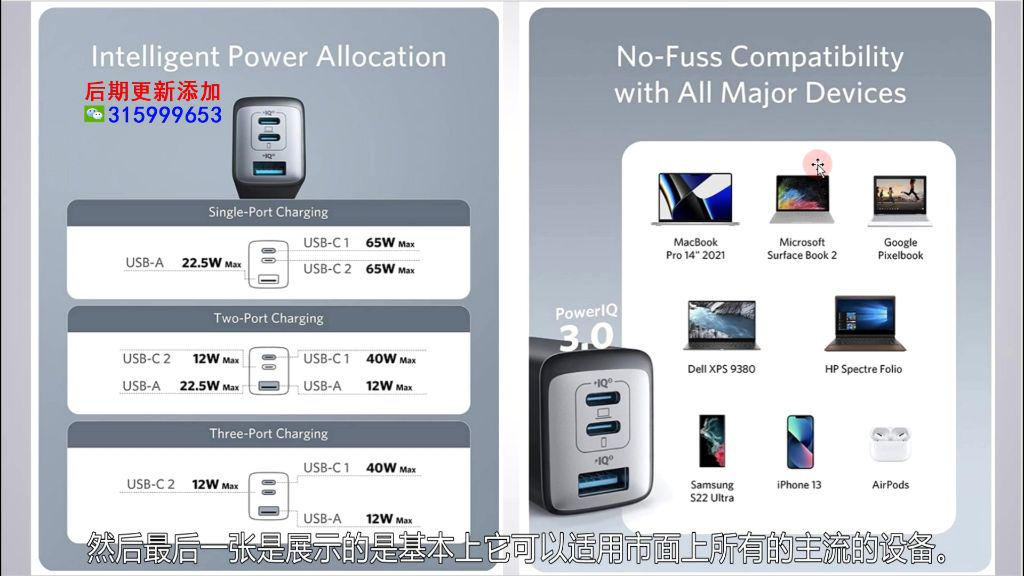 Intelligent Power Allocation
后期更新添加
315999653
IQ3
IQ3
Single-Port Charging
USB-A 22.5W Max
USB-C 1 65W Max
USB-C 2 65W Max
Two-Port Charging
USB-C 2 12W Max
USB-C 1 40W Max
USB-A 22.5W Max
USB-A 12W Max
Three-Port Charging
USB-C 1 40W Max
USB-C 2 12W Max
USB-A 12W Max
No-Fuss Compatibility
with All Major Devices
MacBook
Pro 14" 2021
Microsoft
Surface Book 2
Google
Pixelbook
PowerIQ
3.0
IQ3
IQ3
Dell XPS 9380
HP Spectre Folio
Samsung
S22 Ultra
iPhone 13
AirPods
然后最后一张是展示的是基本上它可以适用市面上所有的主流的设备。